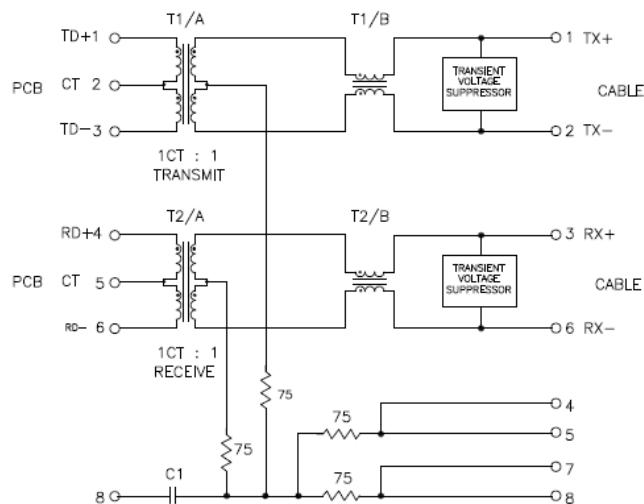 T1/A T1/B
TD+1 1 TX+
PCB CT 2 TRANSIENT VOLTAGE SUPPRESSOR CABLE
TD-3 2 TX-
1CT : 1
TRANSMIT
T2/A T2/B
RD+4 3 RX+
PCB CT 5 TRANSIENT VOLTAGE SUPPRESSOR CABLE
RD- 6 6 RX-
1CT : 1
RECEIVE
75
75 4
75 5
C1 75 7
8 8